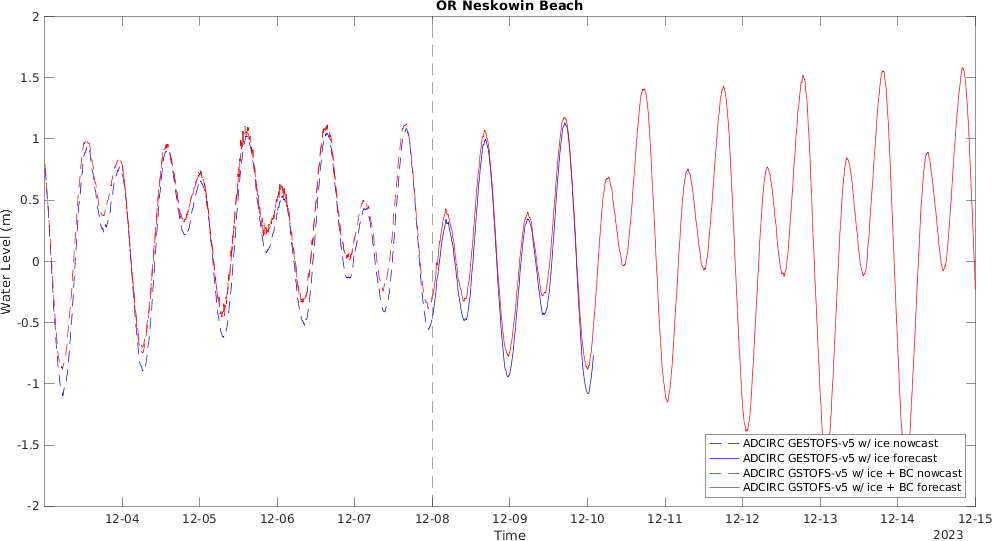 OR Neskowin Beach
2
1.5
1
0.5
0
-0.5
-1
-1.5
-2
Water Level (m)
ADCIRC GESTOFS-v5 w/ ice nowcast
ADCIRC GESTOFS-v5 w/ ice forecast
ADCIRC GSTOFS-v5 w/ ice + BC nowcast
ADCIRC GSTOFS-v5 w/ ice + BC forecast
12-04 12-05 12-06 12-07 12-08 12-09 12-10 12-11 12-12 12-13 12-14 12-15
Time
2023